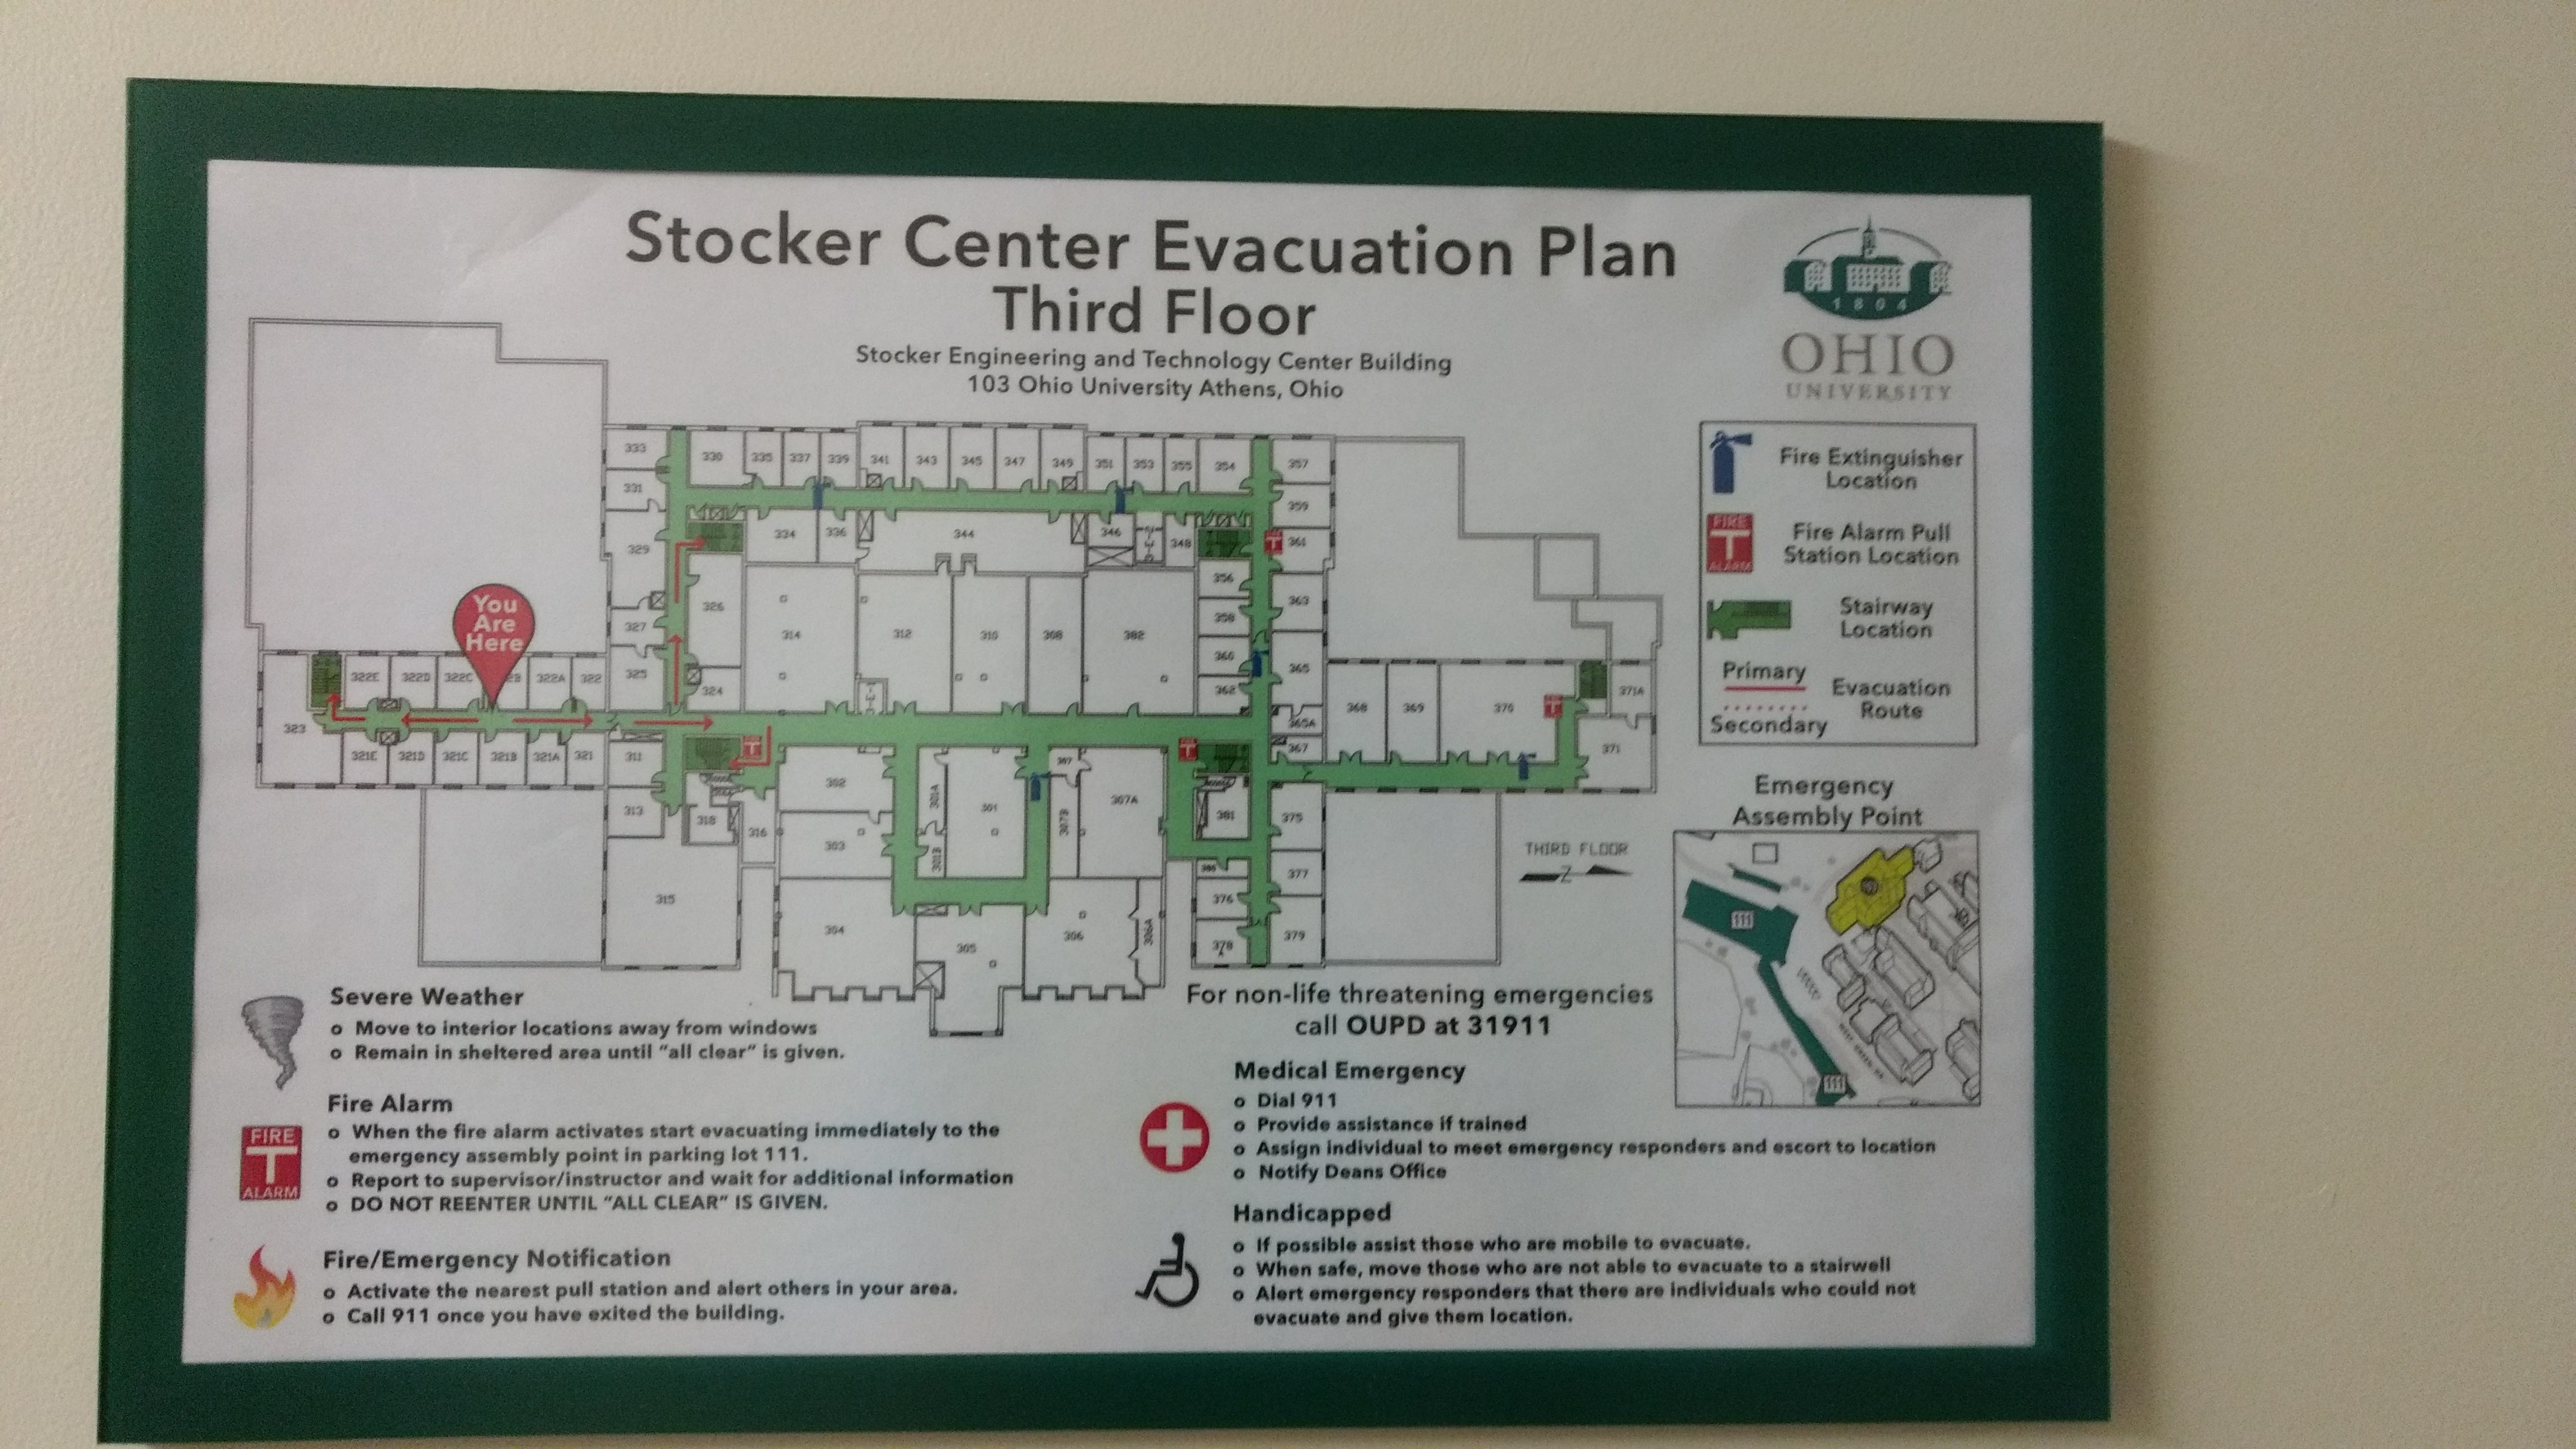 Stocker Center Evacuation Plan
Third Floor
Stocker Engineering and Technology Center Building
103 Ohio University Athens, Ohio
1804
OHIO
UNIVERSITY
Fire Extinguisher
Location
FIRE
ALARM
Fire Alarm Pull
Station Location
Stairway
Location
Primary
Secondary
Evacuation
Route
Emergency
Assembly Point
111
111
You
Are
Here
333
330
335
337
339
341
343
345
347
349
351
353
355
354
357
331
359
329
334
336
344
346
348
361
326
314
312
310
308
382
356
358
360
362
363
365
327
325
324
322E
322D
322C
322A
322
323
321E
321D
321C
321B
321A
321
311
313
315
316
318
302
303
304
301A
301
301B
305
306
306A
307
307B
307A
365A
367
368
369
370
371A
371
381
375
376
377
378
379
THIRD FLOOR
Z
Severe Weather
o Move to interior locations away from windows
o Remain in sheltered area until "all clear" is given.
FIRE
ALARM
Fire Alarm
o When the fire alarm activates start evacuating immediately to the
emergency assembly point in parking lot 111.
o Report to supervisor/instructor and wait for additional information
o DO NOT REENTER UNTIL "ALL CLEAR" IS GIVEN.
Fire/Emergency Notification
o Activate the nearest pull station and alert others in your area.
o Call 911 once you have exited the building.
For non-life threatening emergencies
call OUPD at 31911
Medical Emergency
o Dial 911
o Provide assistance if trained
o Assign individual to meet emergency responders and escort to location
o Notify Deans Office
Handicapped
o If possible assist those who are mobile to evacuate.
o When safe, move those who are not able to evacuate to a stairwell
o Alert emergency responders that there are individuals who could not
evacuate and give them location.